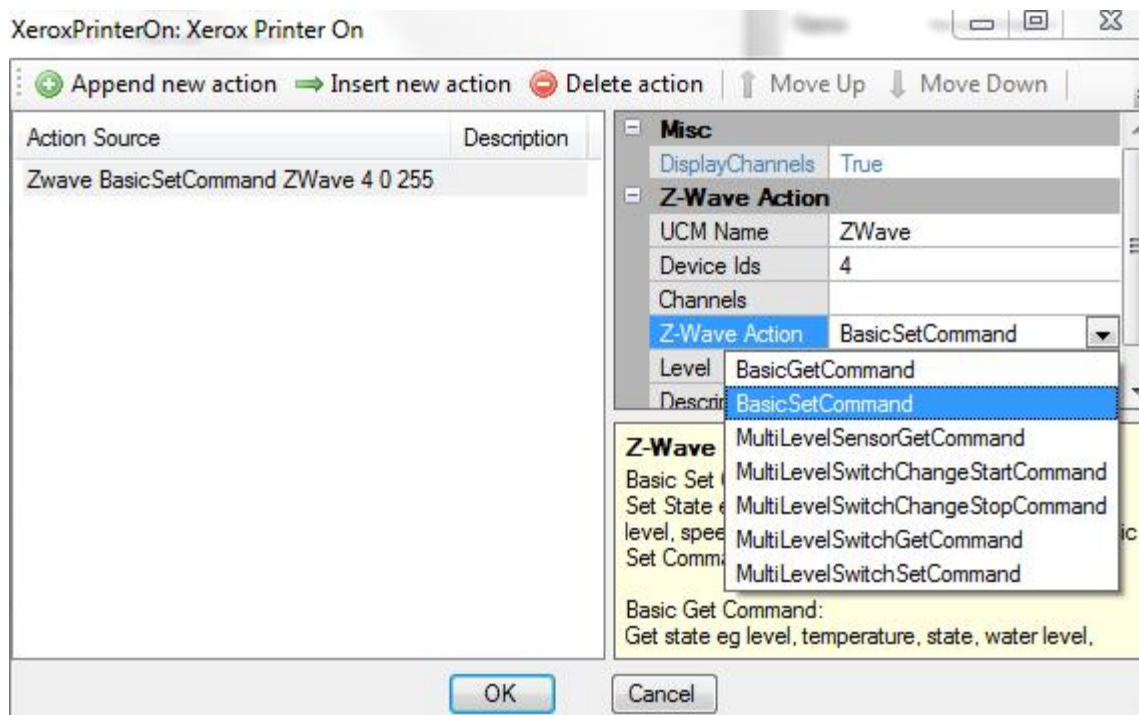 XeroxPrinterOn: Xerox Printer On
Append new action Insert new action Delete action Move Up Move Down
Action Source Description
Zwave BasicSetCommand ZWave 4 0 255
Misc
DisplayChannels True
Z-Wave Action
UCM Name ZWave
Device Ids 4
Channels
Z-Wave Action BasicSetCommand
Level
BasicGetCommand
BasicSetCommand
MultiLevelSensorGetCommand
MultiLevelSwitchChangeStartCommand
MultiLevelSwitchChangeStopCommand
MultiLevelSwitchGetCommand
MultiLevelSwitchSetCommand
Z-Wave
Basic Set
Set State
level,
Set
Basic Get Command:
Get state eg level, temperature, state, water level,
OK Cancel